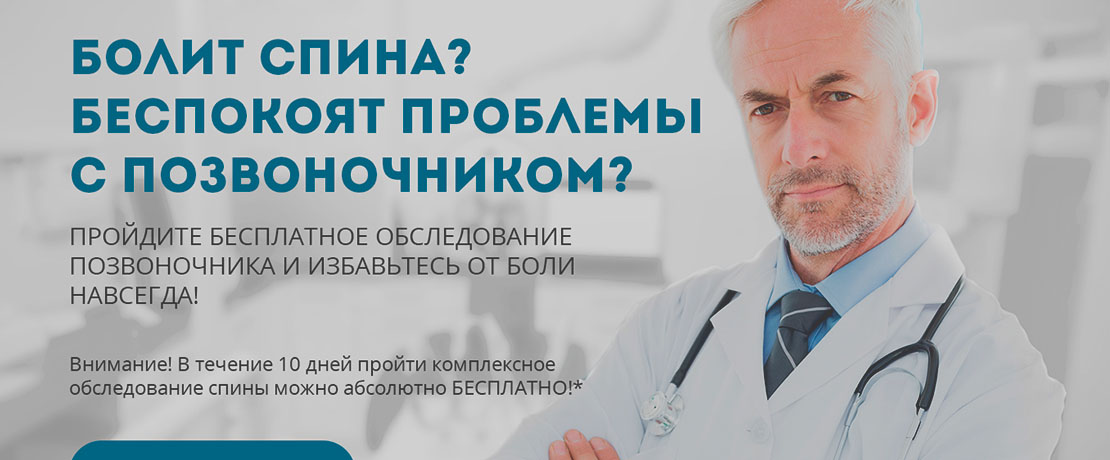 БОЛИТ СПИНА?
БЕСПОКОЯТ ПРОБЛЕМЫ
С ПОЗВОНОЧНИКОМ?
ПРОЙДИТЕ БЕСПЛАТНОЕ ОБСЛЕДОВАНИЕ
ПОЗВОНОЧНИКА И ИЗБАВЬТЕСЬ ОТ БОЛИ
НАВСЕГДА!
Внимание! В течение 10 дней пройти комплексное
обследование спины можно абсолютно БЕСПЛАТНО!*